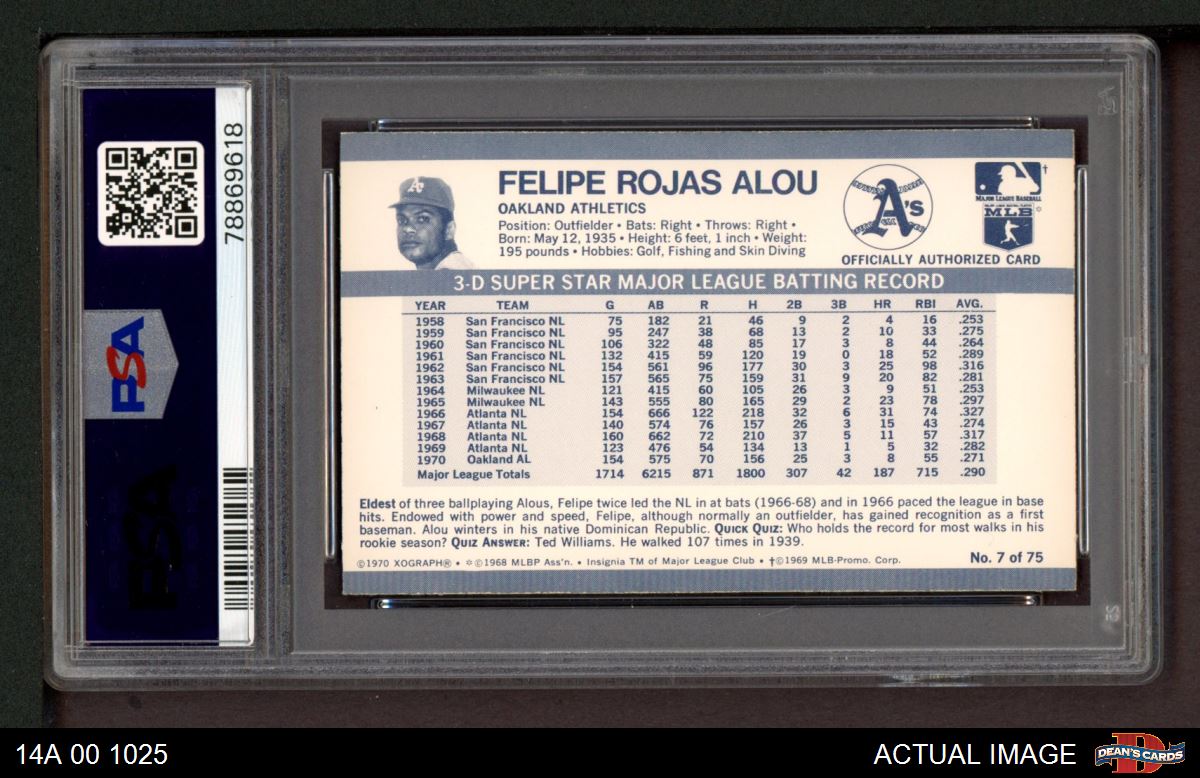 78869618
PSA
PSA
FELIPE ROJAS ALOU
OAKLAND ATHLETICS
Position: Outfielder • Bats: Right • Throws: Right •
Born: May 12, 1935 • Height: 6 feet, 1 inch • Weight:
195 pounds • Hobbies: Golf, Fishing and Skin Diving
A's
†
MAJOR LEAGUE BASEBALL
MLB ©
OFFICIALLY AUTHORIZED CARD
3-D SUPER STAR MAJOR LEAGUE BATTING RECORD
YEAR TEAM G AB R H 2B 3B HR RBI AVG.
1958 San Francisco NL 75 182 21 46 9 2 4 16 .253
1959 San Francisco NL 95 247 38 68 13 2 10 33 .275
1960 San Francisco NL 106 322 48 85 17 3 8 44 .264
1961 San Francisco NL 132 415 59 120 19 0 18 52 .289
1962 San Francisco NL 154 561 96 177 30 3 25 98 .316
1963 San Francisco NL 157 565 75 159 31 9 20 82 .281
1964 Milwaukee NL 121 415 60 105 26 3 9 51 .253
1965 Milwaukee NL 143 555 80 165 29 2 23 78 .297
1966 Atlanta NL 154 666 122 218 32 6 31 74 .327
1967 Atlanta NL 140 574 76 157 26 3 15 43 .274
1968 Atlanta NL 160 662 72 210 37 5 11 57 .317
1969 Atlanta NL 123 476 54 134 13 1 5 32 .282
1970 Oakland AL 154 575 70 156 25 3 8 55 .271
Major League Totals 1714 6215 871 1800 307 42 187 715 .290
Eldest of three ballplaying Alous, Felipe twice led the NL in at bats (1966-68) and in 1966 paced the league in base
hits. Endowed with power and speed, Felipe, although normally an outfielder, has gained recognition as a first
baseman. Alou winters in his native Dominican Republic. QUICK QUIZ: Who holds the record for most walks in his
rookie season? QUIZ ANSWER: Ted Williams. He walked 107 times in 1939.
©1970 XOGRAPH® • ☆©1968 MLBP Ass'n. • Insignia TM of Major League Club • †©1969 MLB-Promo. Corp.
No. 7 of 75
14A 00 1025
ACTUAL IMAGE
DEAN'S CARDS